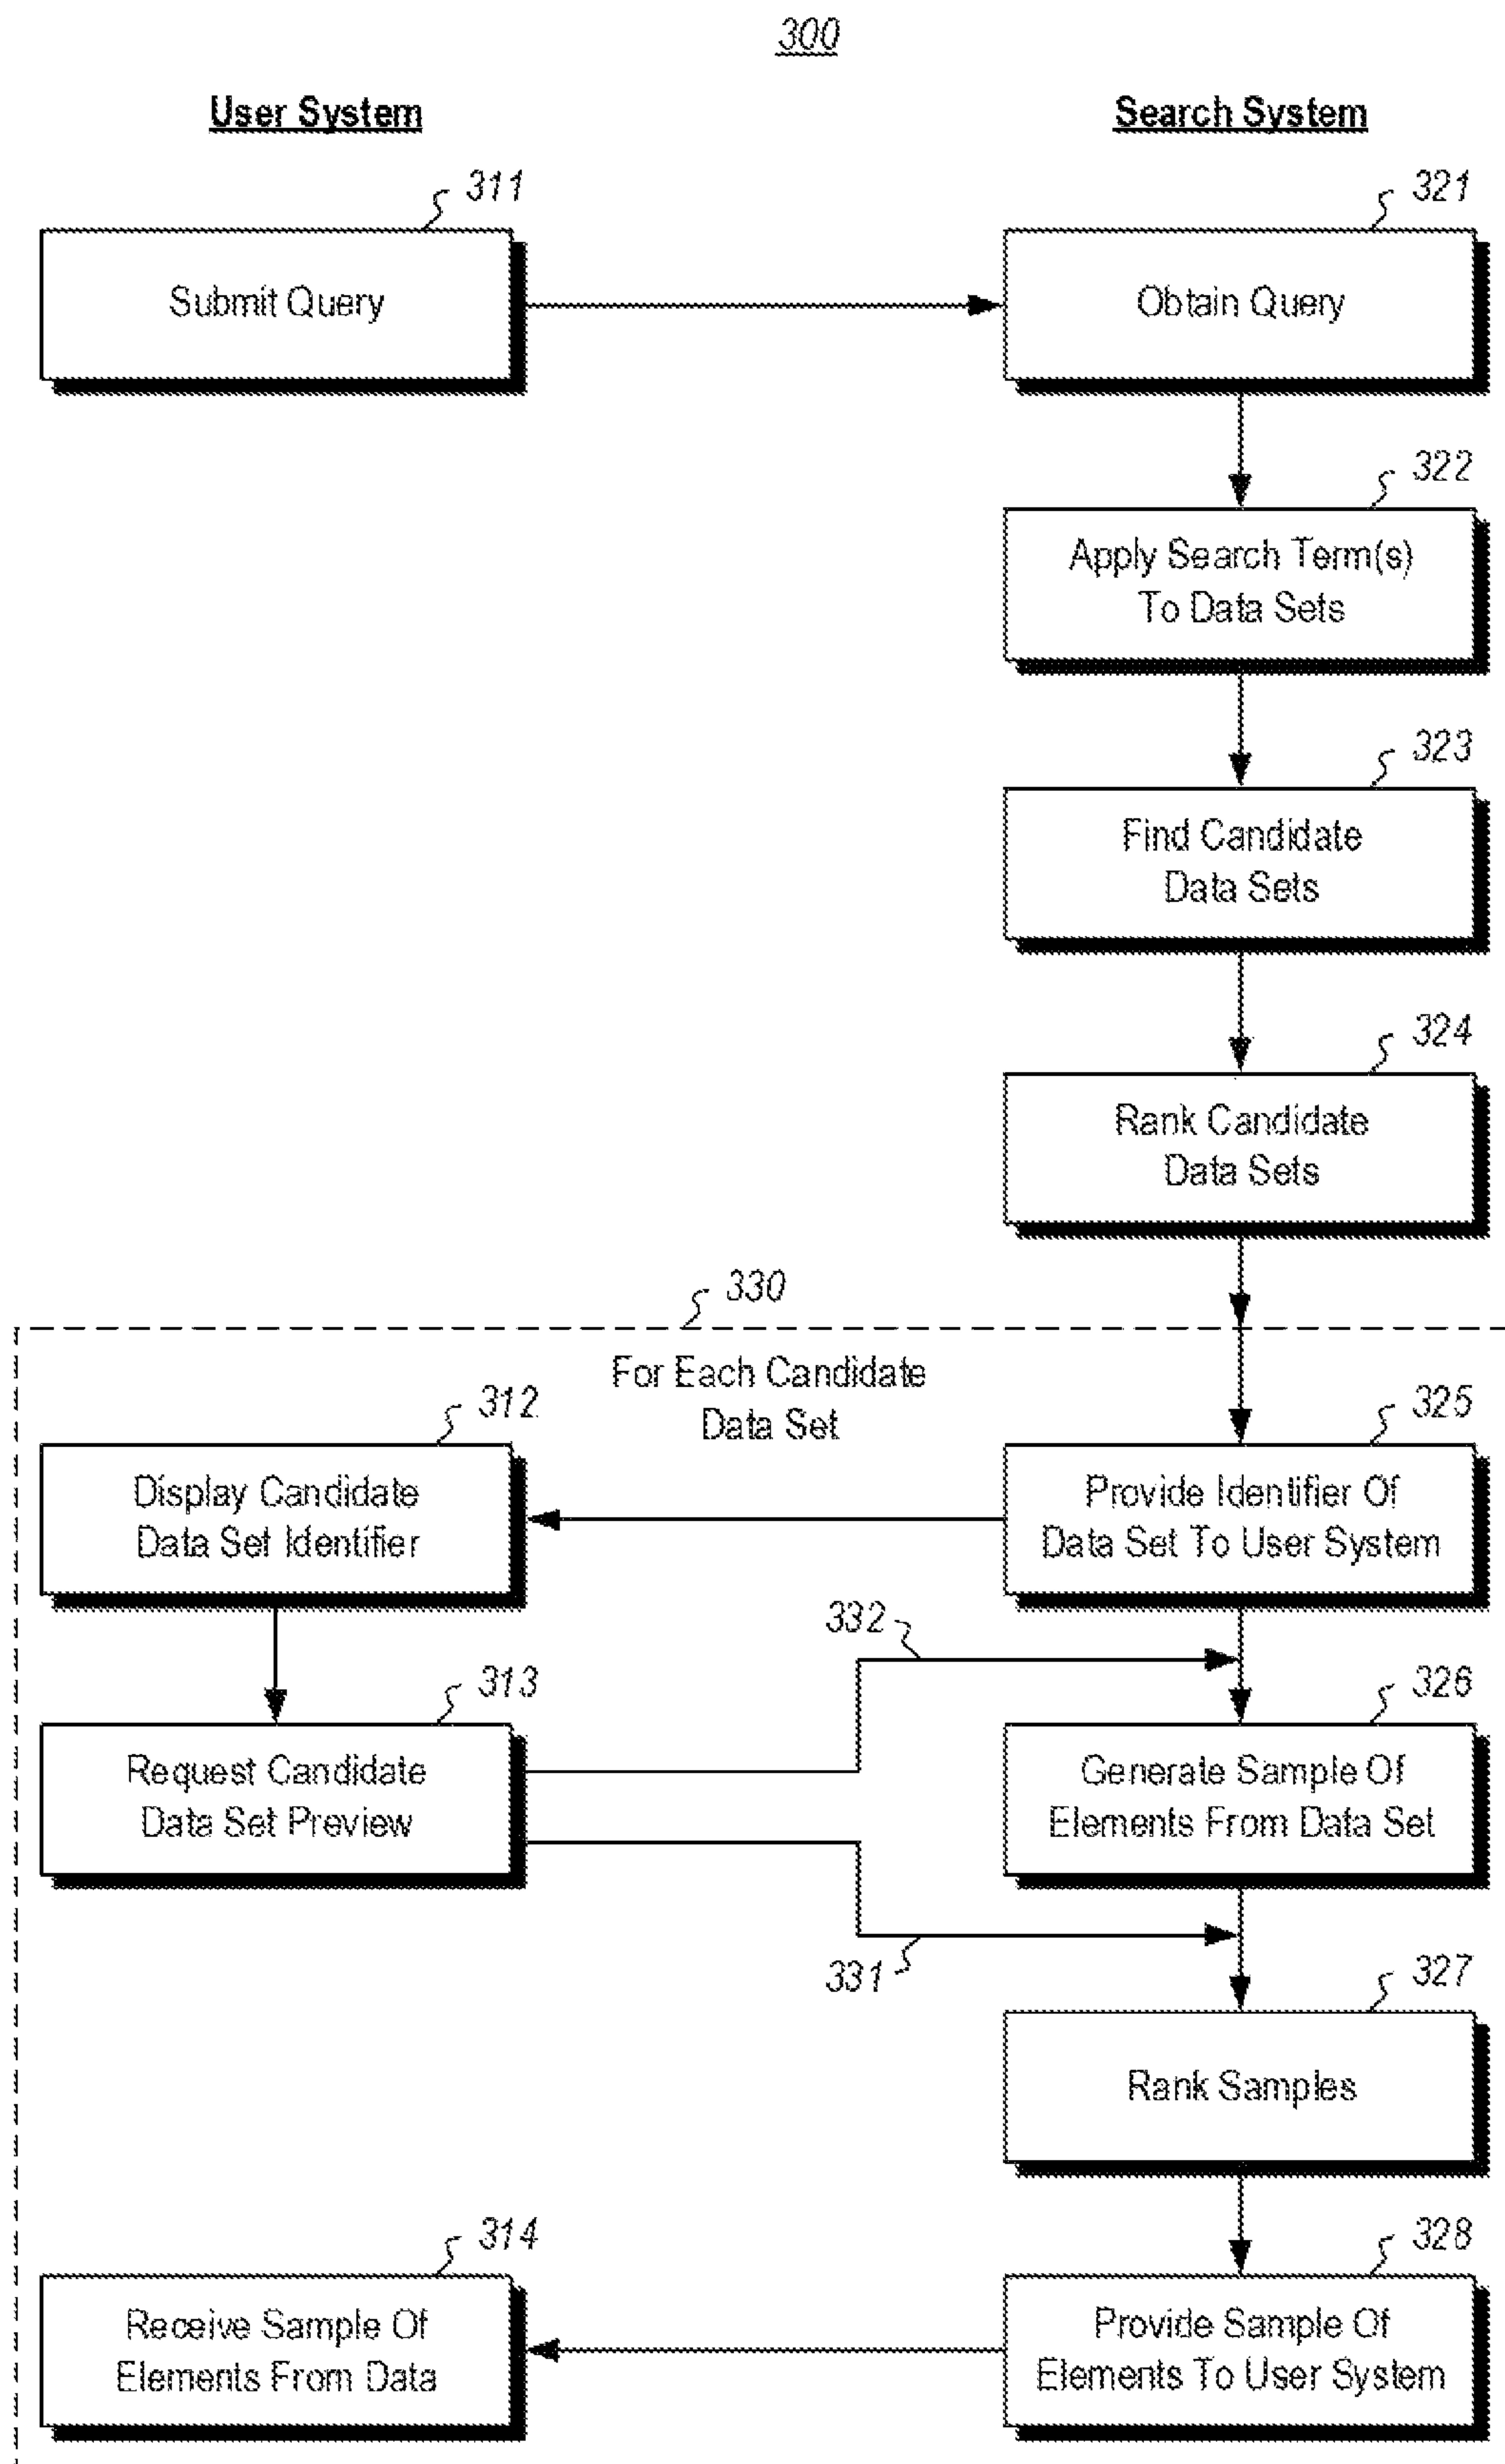 300
User System
Search System
311
321
Submit Query
Obtain Query
322
Apply Search Term(s)
To Data Sets
323
Find Candidate
Data Sets
324
Rank Candidate
Data Sets
330
For Each Candidate
Data Set
312
325
Display Candidate
Data Set Identifier
Provide Identifier Of
Data Set To User System
332
313
326
Request Candidate
Data Set Preview
Generate Sample Of
Elements From Data Set
331
327
Rank Samples
314
328
Receive Sample Of
Elements From Data
Provide Sample Of
Elements To User System